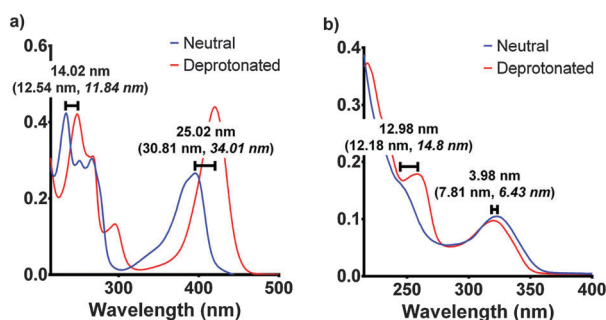 a)
Neutral
Deprotonated
14.02 nm
(12.54 nm, 11.84 nm)
25.02 nm
(30.81 nm, 34.01 nm)
0.6
0.4
0.2
0.0
300
400
500
Wavelength (nm)
b)
Neutral
Deprotonated
12.98 nm
(12.18 nm, 14.8 nm)
3.98 nm
(7.81 nm, 6.43 nm)
0.4
0.3
0.2
0.1
0.0
250
300
350
400
Wavelength (nm)